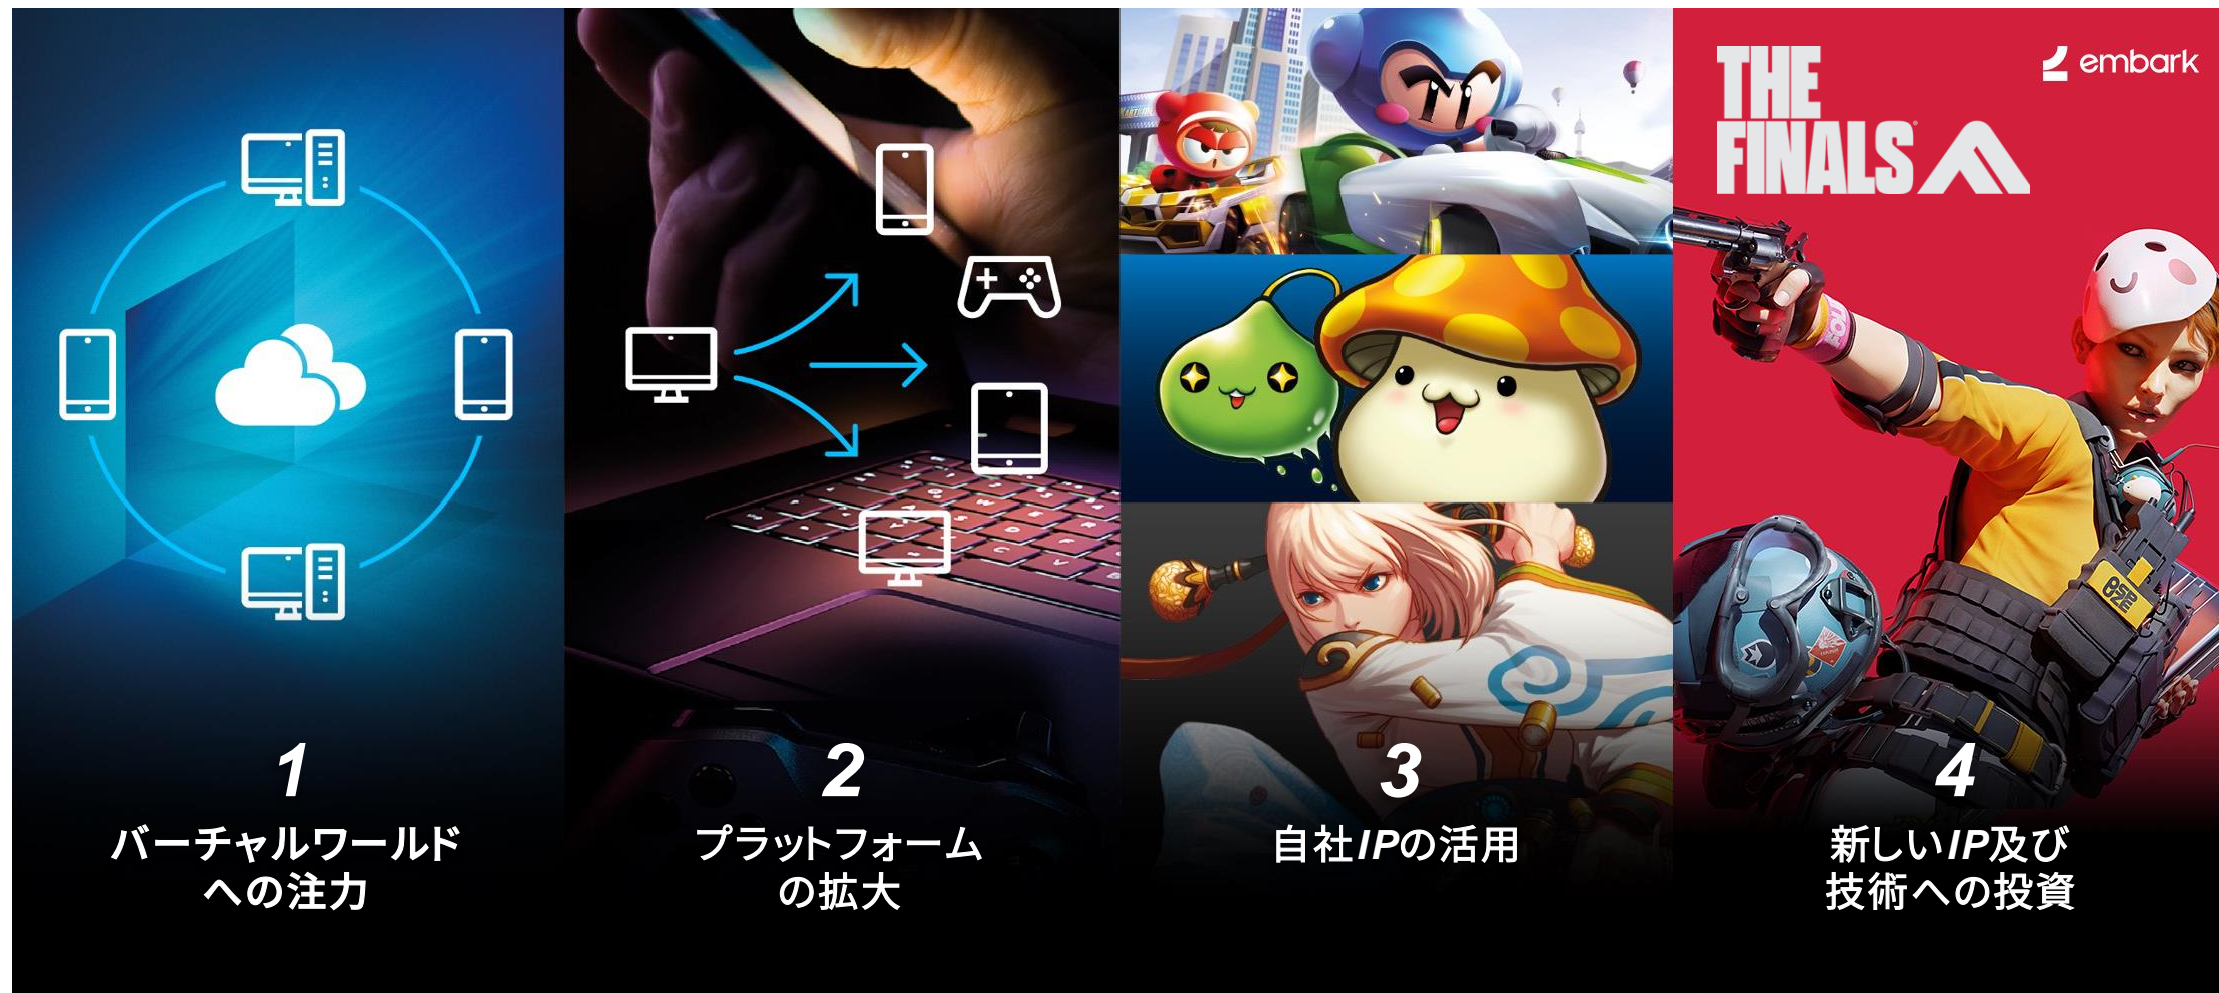 THE
FINALS
embark
1
バーチャルワールド
への注力
2
プラットフォーム
の拡大
3
自社IPの活用
4
新しいIP及び
技術への投資